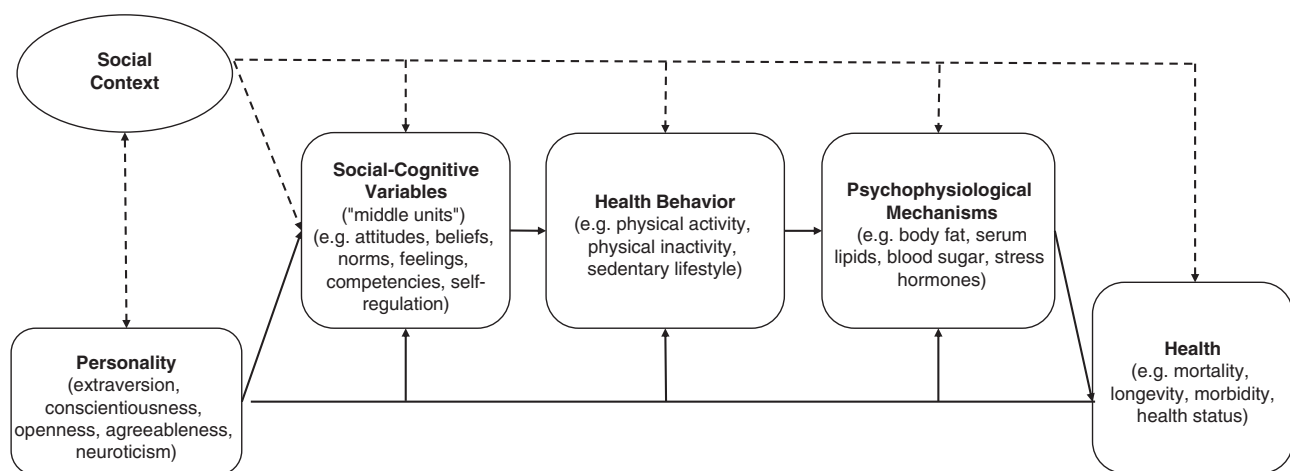 Social
Context
Social-Cognitive
Variables
("middle units")
(e.g. attitudes, beliefs,
norms, feelings,
competencies, self-
regulation)
Health Behavior
(e.g. physical activity,
physical inactivity,
sedentary lifestyle)
Psychophysiological
Mechanisms
(e.g. body fat, serum
lipids, blood sugar, stress
hormones)
Personality
(extraversion,
conscientiousness,
openness, agreeableness,
neuroticism)
Health
(e.g. mortality,
longevity, morbidity,
health status)